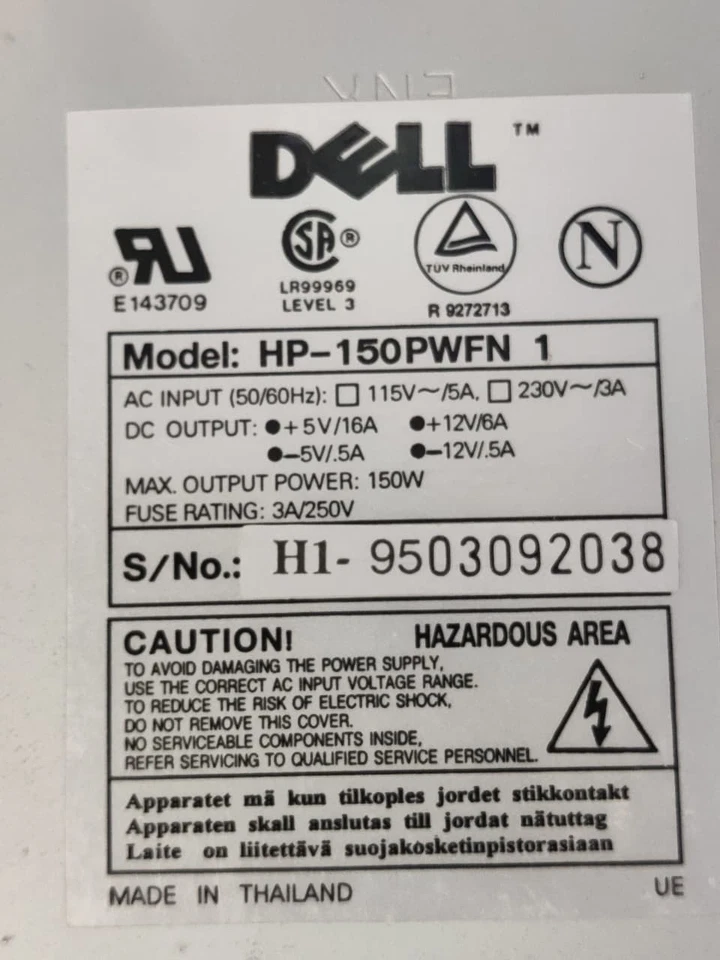 DELL ™
UR ® E143709
SA ® LR99969 LEVEL 3
TÜV Rheinland R 9272713
N
Model: HP-150PWFN 1
AC INPUT (50/60Hz): □ 115V~/5A, □ 230V~/3A
DC OUTPUT: ●+5V/16A ●+12V/6A
●-5V/.5A ●-12V/.5A
MAX. OUTPUT POWER: 150W
FUSE RATING: 3A/250V
S/No.: H1- 9503092038
CAUTION! HAZARDOUS AREA
TO AVOID DAMAGING THE POWER SUPPLY,
USE THE CORRECT AC INPUT VOLTAGE RANGE.
TO REDUCE THE RISK OF ELECTRIC SHOCK,
DO NOT REMOVE THIS COVER.
NO SERVICEABLE COMPONENTS INSIDE,
REFER SERVICING TO QUALIFIED SERVICE PERSONNEL.
Apparatet mä kun tilkoples jordet stikkontakt
Apparaten skall anslutas till jordat nätuttag
Laite on liitettävä suojakosketinpistorasiaan
MADE IN THAILAND UE